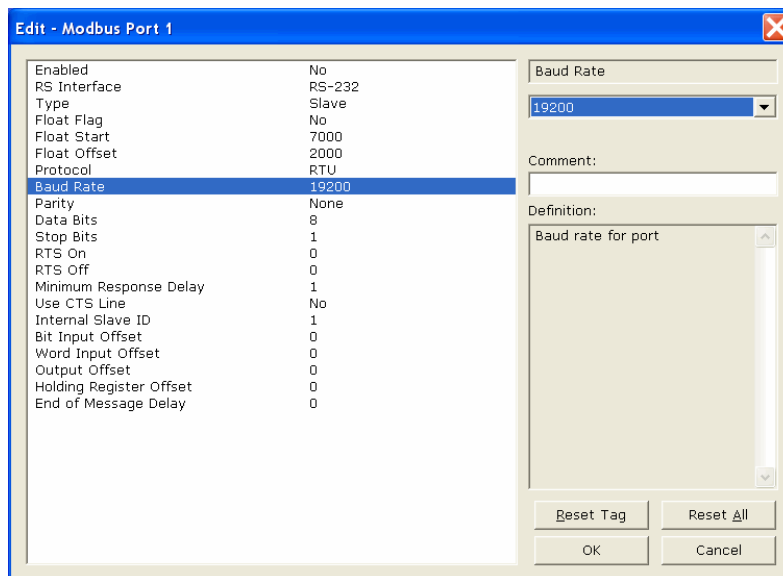 Edit - Modbus Port 1
Enabled No
RS Interface RS-232
Type Slave
Float Flag No
Float Start 7000
Float Offset 2000
Protocol RTU
Baud Rate 19200
Parity None
Data Bits 8
Stop Bits 1
RTS On 0
RTS Off 0
Minimum Response Delay 1
Use CTS Line No
Internal Slave ID 1
Bit Input Offset 0
Word Input Offset 0
Output Offset 0
Holding Register Offset 0
End of Message Delay 0
Baud Rate
19200
Comment:
Definition:
Baud rate for port
Reset Tag Reset All
OK Cancel